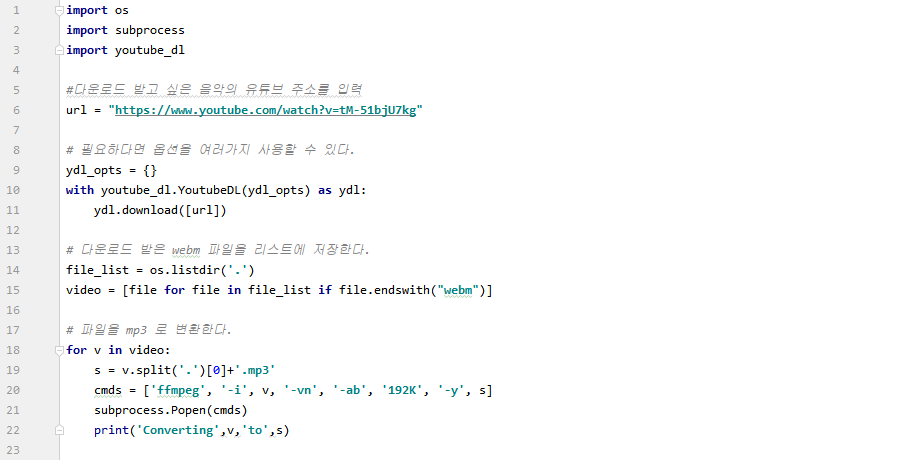 1 import os
2 import subprocess
3 import youtube_dl
4
5 #다운로드 받고 싶은 음악의 유튜브 주소를 입력
6 url = "https://www.youtube.com/watch?v=tM-51bjU7kg"
7
8 # 필요하다면 옵션을 여러가지 사용할 수 있다.
9 ydl_opts = {}
10 with youtube_dl.YoutubeDL(ydl_opts) as ydl:
11     ydl.download([url])
12
13 # 다운로드 받은 webm 파일을 리스트에 저장한다.
14 file_list = os.listdir('.')
15 video = [file for file in file_list if file.endswith("webm")]
16
17 # 파일을 mp3 로 변환한다.
18 for v in video:
19     s = v.split('.')[0]+'.mp3'
20     cmds = ['ffmpeg', '-i', v, '-vn', '-ab', '192K', '-y', s]
21     subprocess.Popen(cmds)
22     print('Converting',v,'to',s)
23